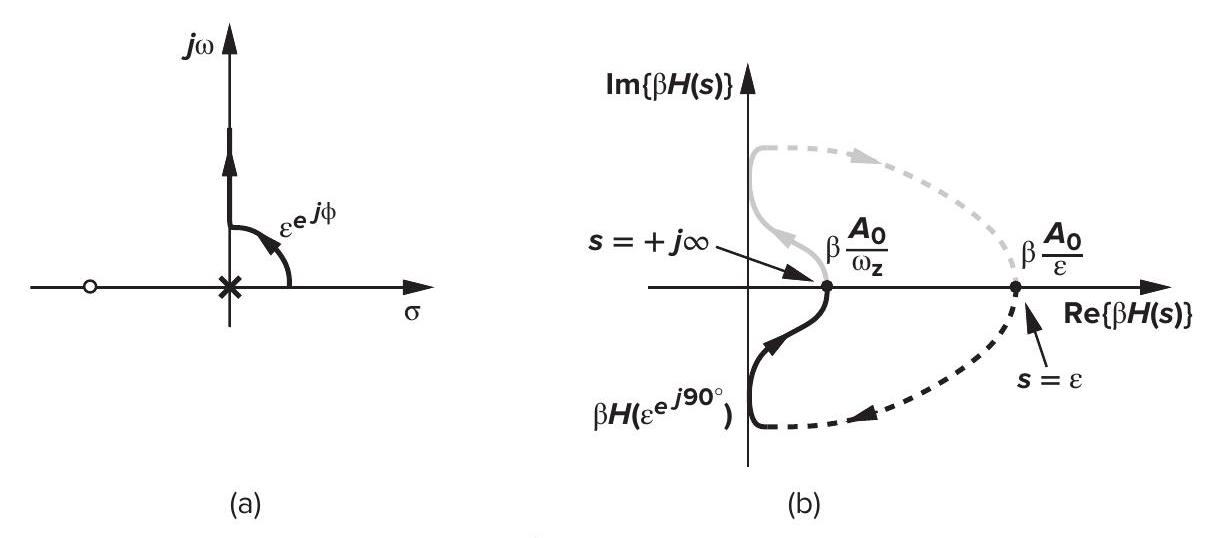 jω
εe jϕ
σ
(a)
Im{βH(s)}
s = + j∞
β A0/ωz
β A0/ε
Re{βH(s)}
s = ε
βH(εe j90°)
(b)